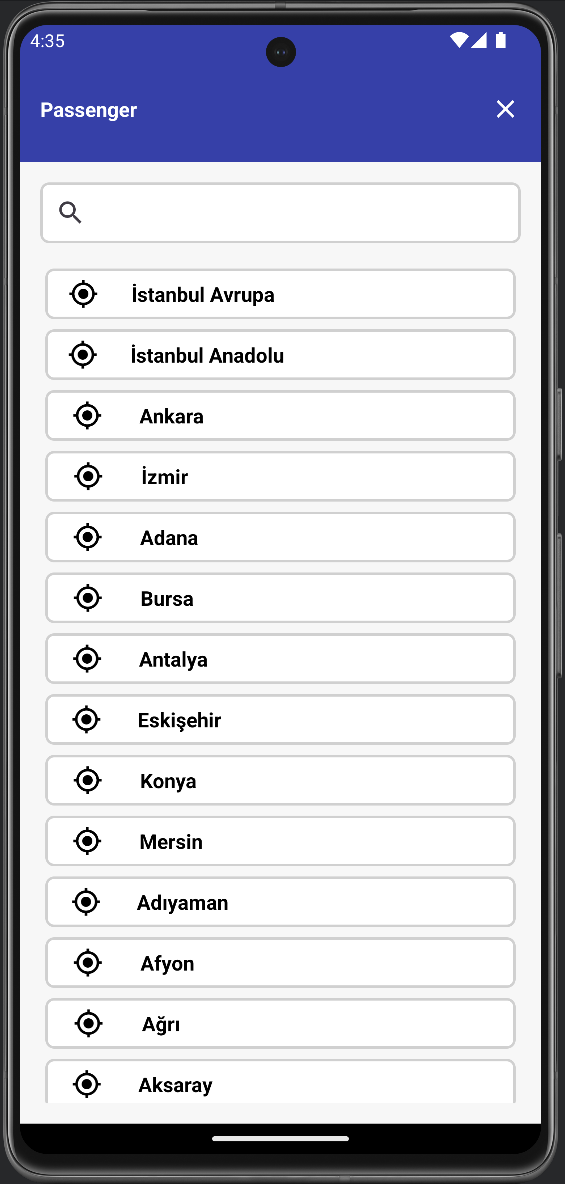 4:35
Passenger
İstanbul Avrupa
İstanbul Anadolu
Ankara
İzmir
Adana
Bursa
Antalya
Eskişehir
Konya
Mersin
Adıyaman
Afyon
Ağrı
Aksaray